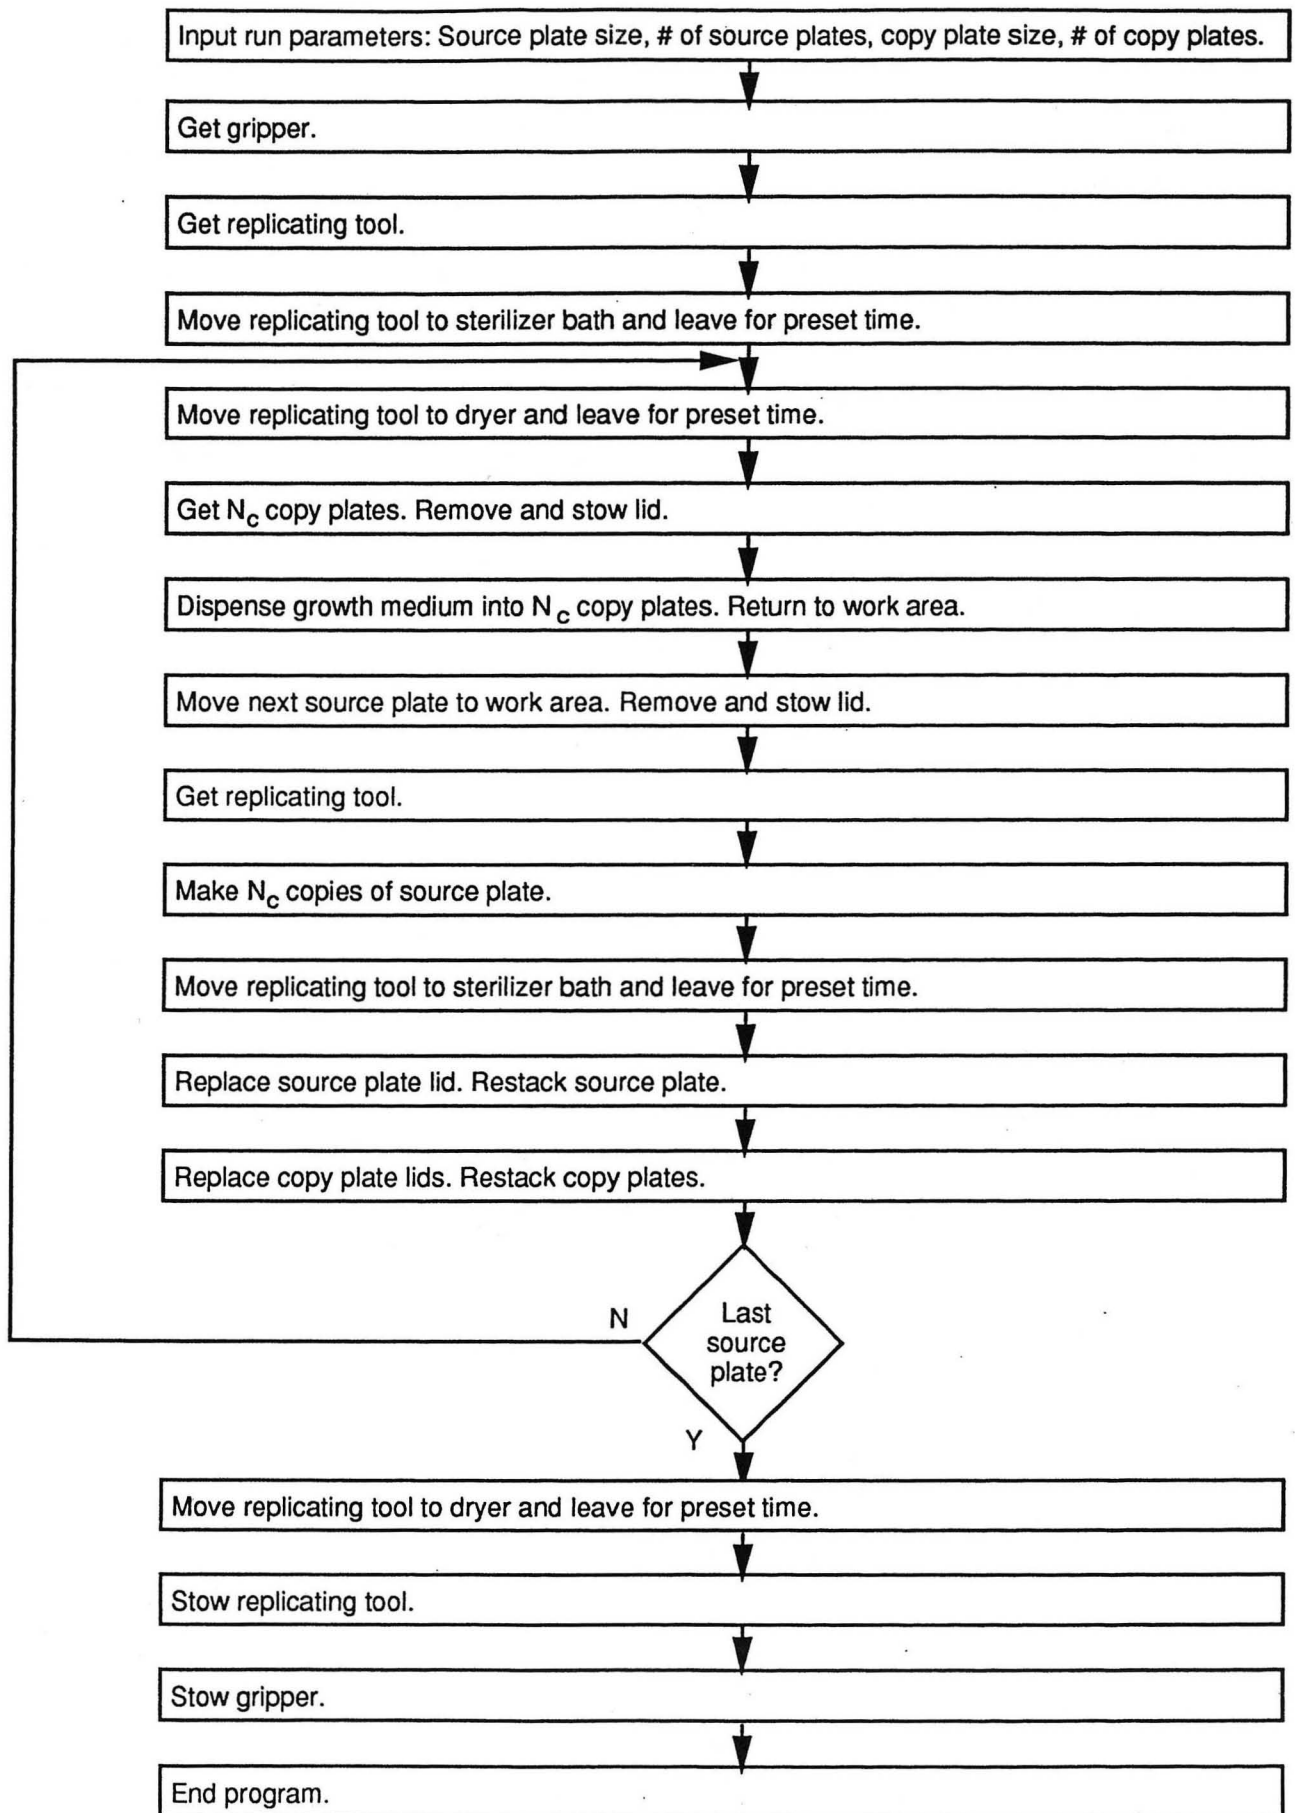 Input run parameters: Source plate size, # of source plates, copy plate size, # of copy plates.
Get gripper.
Get replicating tool.
Move replicating tool to sterilizer bath and leave for preset time.
Move replicating tool to dryer and leave for preset time.
Get Nc copy plates. Remove and stow lid.
Dispense growth medium into Nc copy plates. Return to work area.
Move next source plate to work area. Remove and stow lid.
Get replicating tool.
Make Nc copies of source plate.
Move replicating tool to sterilizer bath and leave for preset time.
Replace source plate lid. Restack source plate.
Replace copy plate lids. Restack copy plates.
N
Last
source
plate?
Y
Move replicating tool to dryer and leave for preset time.
Stow replicating tool.
Stow gripper.
End program.